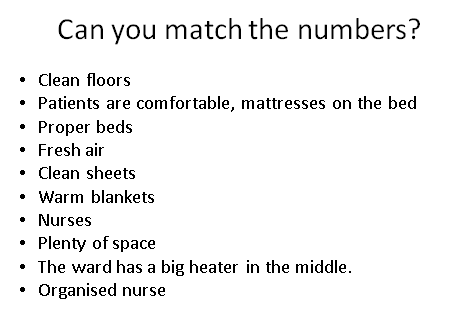 Can you match the numbers?
• Clean floors
• Patients are comfortable, mattresses on the bed
• Proper beds
• Fresh air
• Clean sheets
• Warm blankets
• Nurses
• Plenty of space
• The ward has a big heater in the middle.
• Organised nurse